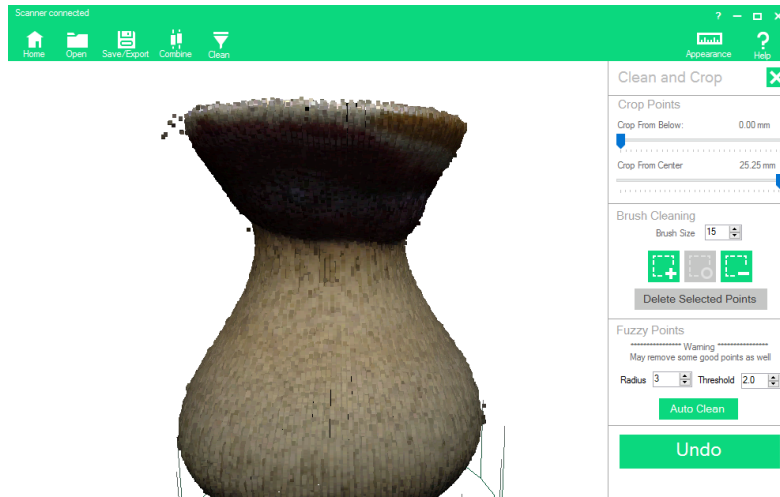 Scanner connected
?
Home
Open
Save/Export
Combine
Clean
Appearance
?
Help
Clean and Crop
Crop Points
Crop From Below: 0.00 mm
Crop From Center 25.25 mm
Brush Cleaning
Brush Size 15
Delete Selected Points
Fuzzy Points
**************** Warning ****************
May remove some good points as well
Radius 3 Threshold 2.0
Auto Clean
Undo